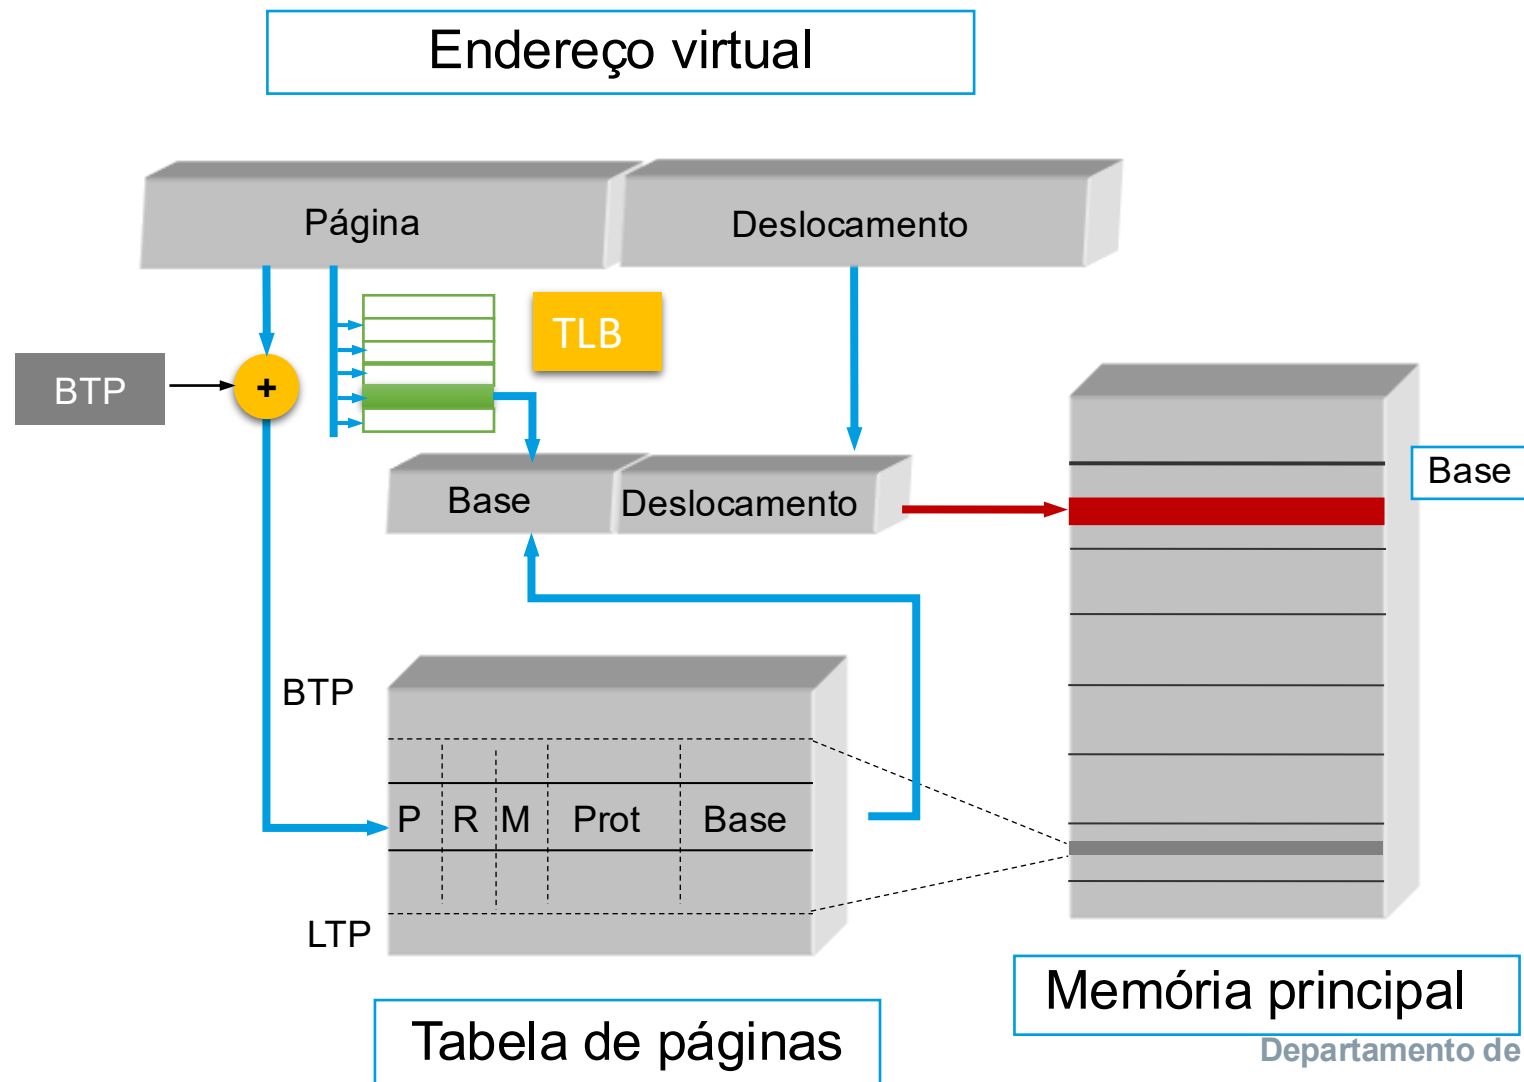 Endereço virtual
Página
Deslocamento
TLB
BTP
+
Base
Base
Deslocamento
BTP
P R M Prot Base
LTP
Memória principal
Tabela de páginas
Departamento de